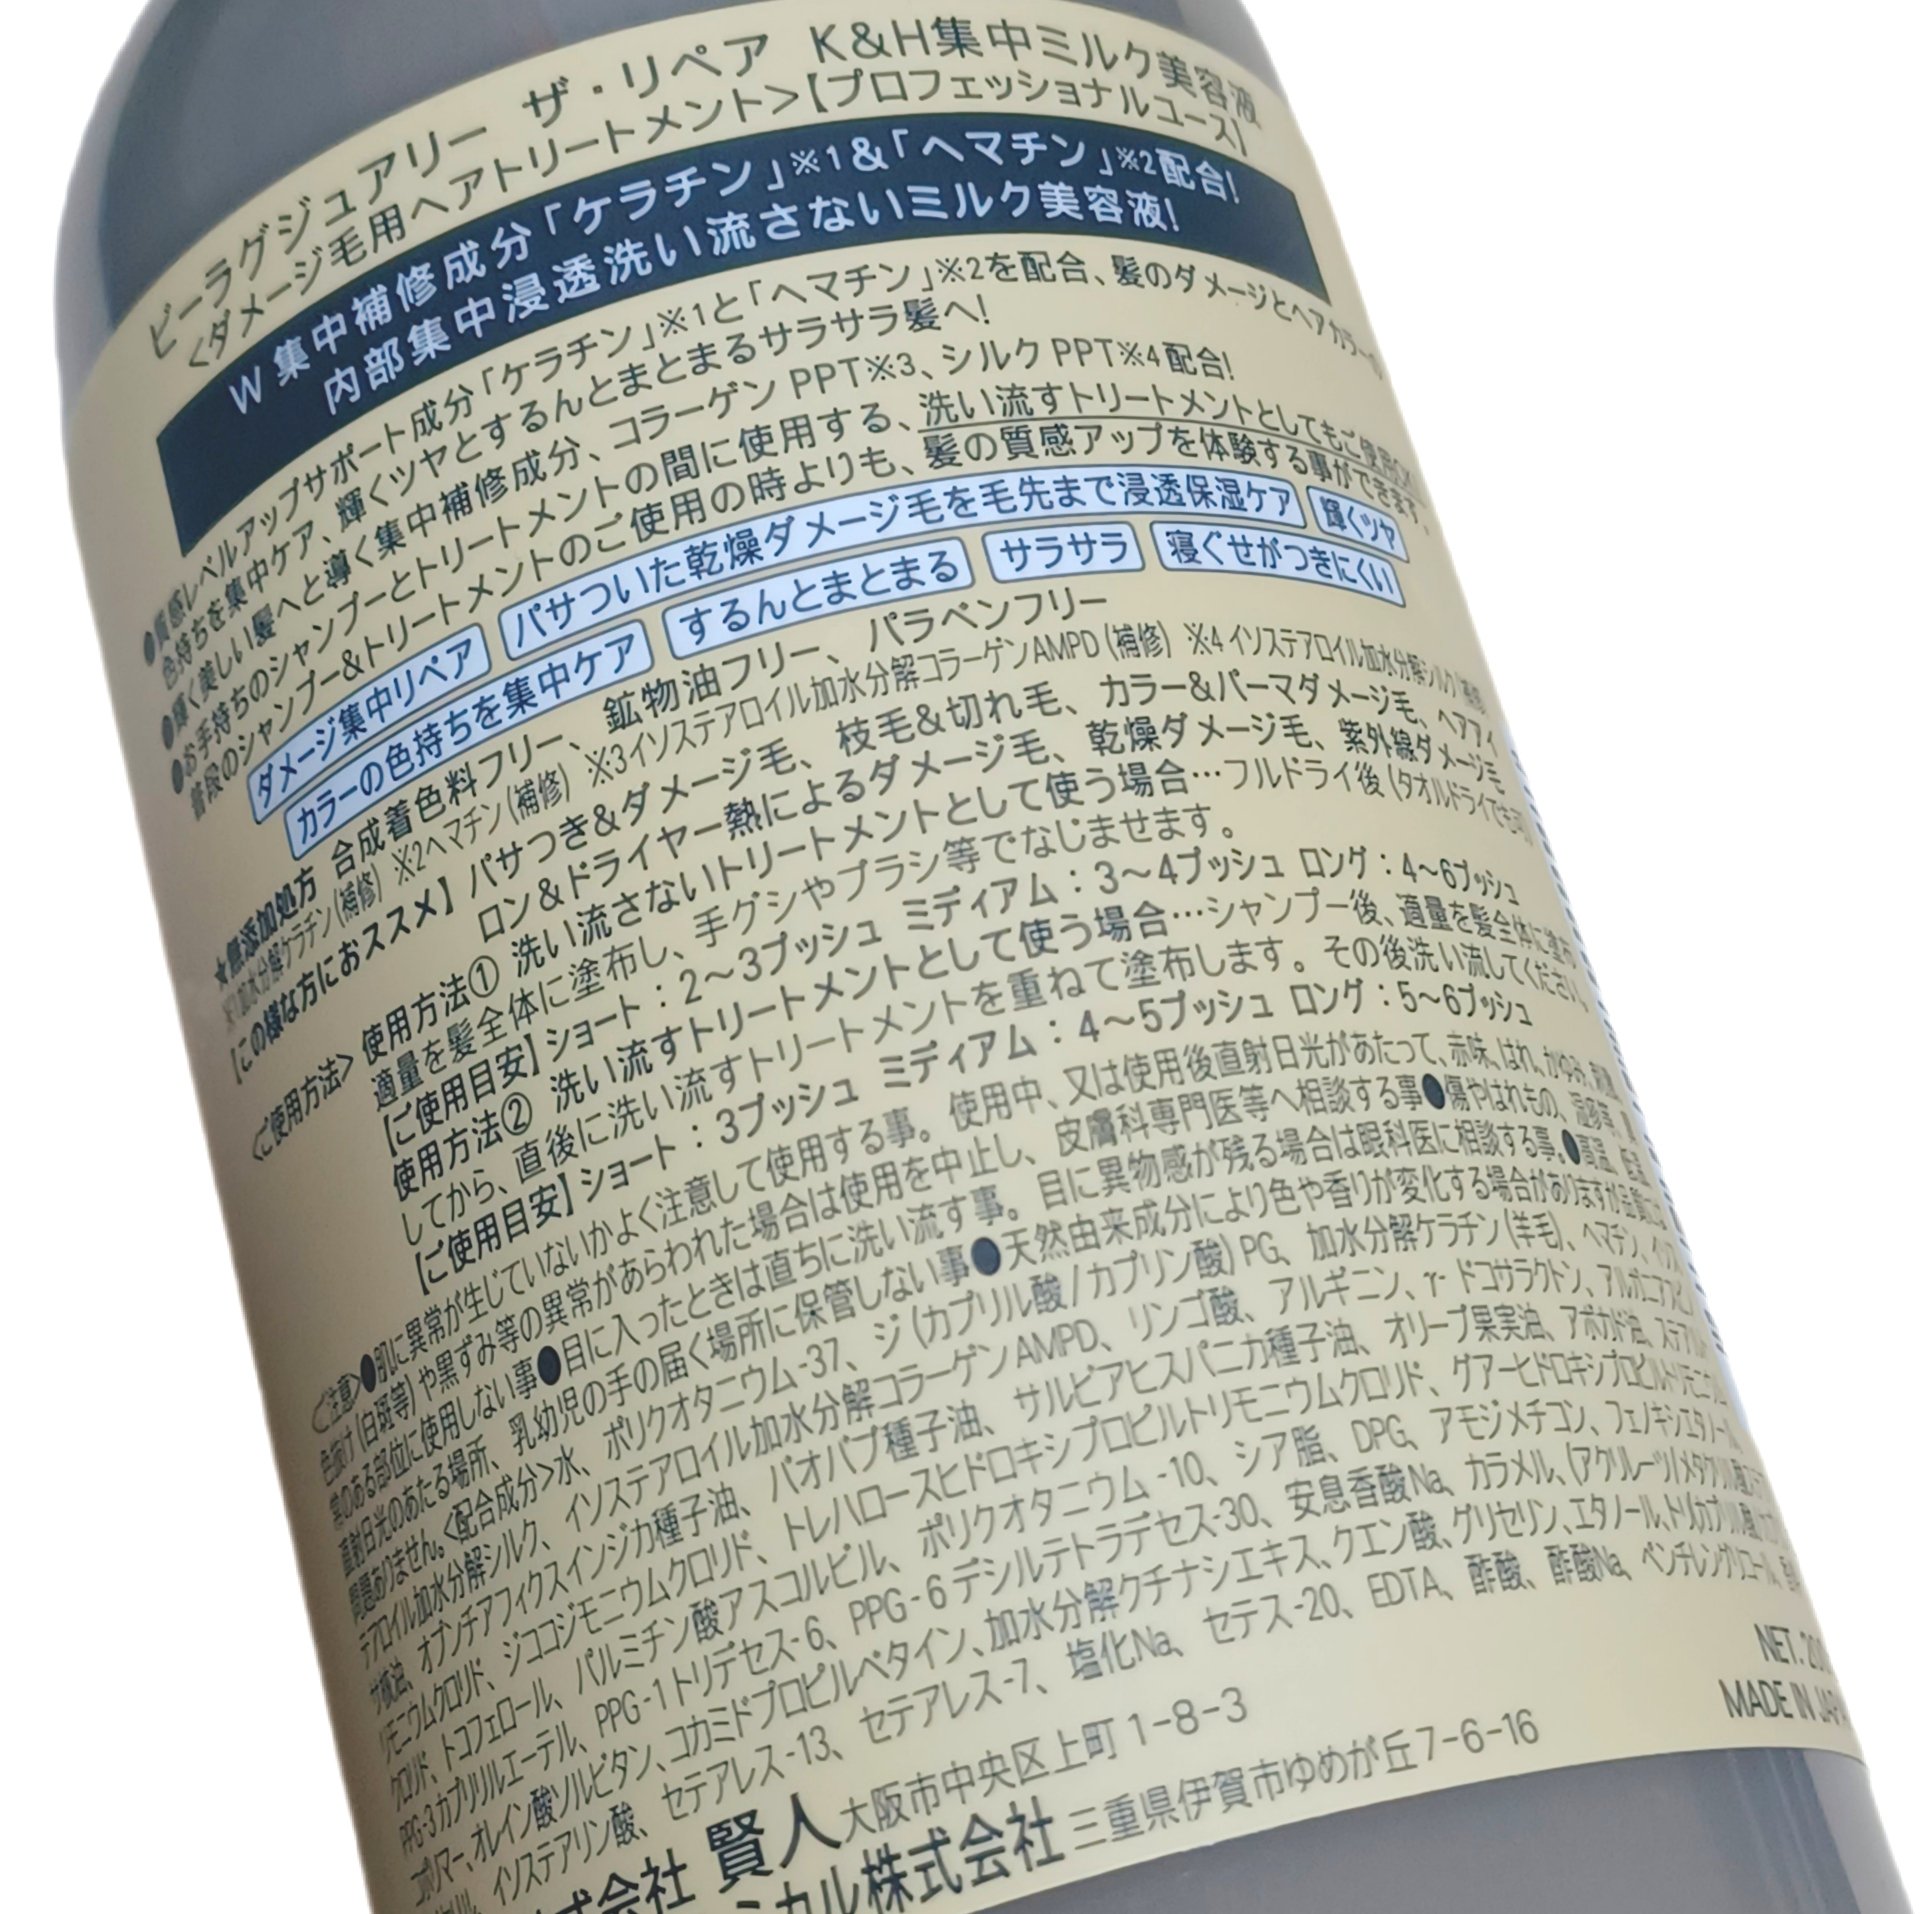 ビーラグジュアリー ザ・リペア K&H集中ミルク美容液
<ダメージ毛用ヘアトリートメント>【プロフェッショナルユース】
W集中補修成分「ケラチン」※1&「ヘマチン」※2配合!
内部集中浸透洗い流さないミルク美容液!
●質感レベルアップサポート成分「ケラチン」※1と「ヘマチン」※2を配合、髪のダメージとヘアカラーの
色持ちを集中ケア、輝くツヤとするんとまとまるサラサラ髪へ!
●輝く美しい髪へと導く集中補修成分、コラーゲンPPT※3、シルクPPT※4配合!
●お手持ちのシャンプーとトリートメントの間に使用する、洗い流すトリートメントとしてもご使用
普段のシャンプー&トリートメントのご使用の時よりも、髪の質感アップを体験する事ができます。
ダメージ集中リペア パサついた乾燥ダメージ毛を毛先まで浸透保湿ケア 輝くツヤ
カラーの色持ちを集中ケア するんとまとまる サラサラ 寝ぐせがつきにくい
★無添加処方 合成着色料フリー、鉱物油フリー、パラベンフリー
※1加水分解ケラチン(補修) ※2ヘマチン(補修) ※3イソステアロイル加水分解コラーゲンAMPD(補修) ※4イソステアロイル加水分解シルク
【この様な方におススメ】パサつき&ダメージ毛、枝毛&切れ毛、カラー&パーマダメージ毛、ヘアアイ
ロン&ドライヤー熱によるダメージ毛、乾燥ダメージ毛、紫外線ダメージ毛
<ご使用方法> 使用方法① 洗い流さないトリートメントとして使う場合…フルドライ後(タオルドライでも可)
適量を髪全体に塗布し、手グシやブラシ等でなじませます。
【ご使用目安】ショート:2〜3プッシュ ミディアム:3〜4プッシュ ロング:4〜6プッシュ
使用方法② 洗い流すトリートメントとして使う場合…シャンプー後、適量を髪全体に塗布
してから、直後に洗い流すトリートメントを重ねて塗布します。その後洗い流してください。
【ご使用目安】ショート:3プッシュ ミディアム:4〜5プッシュ ロング:5〜6プッシュ
<ご注意>●肌に異常が生じていないかよく注意して使用する事。使用中、又は使用後直射日光があたって、赤味、はれ、かゆみ、刺激、
色抜け(白斑等)や黒ずみ等の異常があらわれた場合は使用を中止し、皮膚科専門医等へ相談する事●傷やはれもの、湿疹等、異
常のある部位に使用しない事●目に入ったときは直ちに洗い流す事。目に異物感が残る場合は眼科医に相談する事。●高温、低温、
直射日光のあたる場所、乳幼児の手の届く場所に保管しない事●天然由来成分により色や香りが変化する場合がありますが品質には
問題ありません。<配合成分>水、ポリクオタニウム-37、ジ(カプリル酸/カプリン酸)PG、加水分解ケラチン(羊毛)、ヘマチン、イソス
テアロイル加水分解シルク、イソステアロイル加水分解コラーゲンAMPD、リンゴ酸、アルギニン、γ-ドコサラクトン、アルガニアスピノ
サ核油、オプンチアフィクスインジカ種子油、バオバブ種子油、サルビアヒスパニカ種子油、オリーブ果実油、アボカド油、ステアルト
リモニウムクロリド、ジココジモニウムクロリド、トレハロースヒドロキシプロピルトリモニウムクロリド、グアーヒドロキシプロピルトリモニウム
クロリド、トコフェロール、パルミチン酸アスコルビル、ポリクオタニウム-10、シア脂、DPG、アモジメチコン、フェノキシエタノール、
PPG-3カプリリルエーテル、PPG-1トリデセス-6、PPG-6デシルテトラデセス-30、安息香酸Na、カラメル、(アクリレーツ/メタクリル酸
コポリマー、オレイン酸ソルビタン、コカミドプロピルベタイン、加水分解クチナシエキス、クエン酸、グリセリン、エタノール、トリ(カプリル酸
イソステアリン酸、セテアレス-13、セテアレス-7、塩化Na、セテス-20、EDTA、酢酸、酢酸Na、ペンチレングリコール、
NET. 20
MADE IN JAPA
式会社 賢人 大阪市中央区上町1-8-3
ミカル株式会社 三重県伊賀市ゆめが丘7-6-16